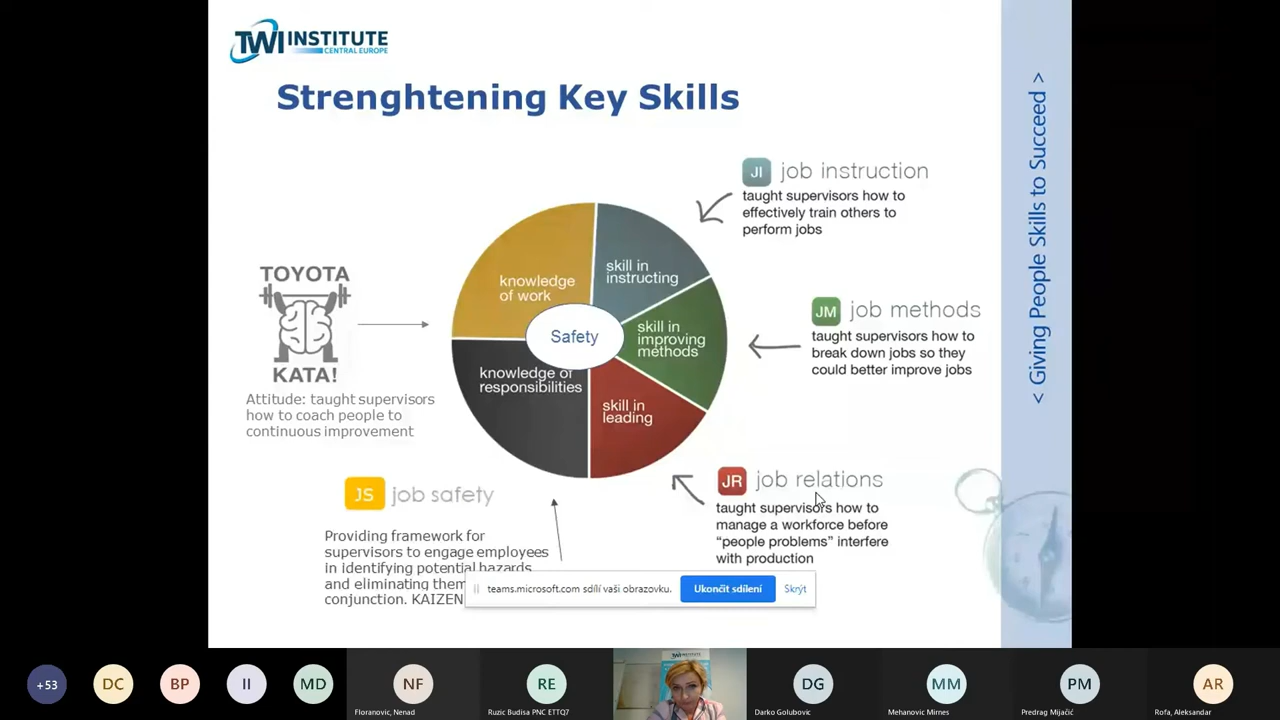 TWI INSTITUTE
CENTRAL EUROPE
Strenghtening Key Skills
< Giving People Skills to Succeed >
JI job instruction
taught supervisors how to
effectively train others to
perform jobs
knowledge
of work
skill in
instructing
Safety
skill in
improving
methods
knowledge of
responsibilities
skill in
leading
TOYOTA
KATA!
Attitude: taught supervisors
how to coach people to
continuous improvement
JM job methods
taught supervisors how to
break down jobs so they
could better improve jobs
JR job relations
taught supervisors how to
manage a workforce before
“people problems” interfere
with production
JS job safety
Providing framework for
supervisors to engage employees
in identifying potential hazards
and eliminating them
conjunction. KAIZEN
teams.microsoft.com sdílí vaši obrazovku.
Ukončit sdílení
Skrýt
+53
DC
BP
II
MD
NF
Floranovic, Nenad
RE
Ruzic Budisa PNC ETTQ7
TWI INSTITUTE
DG
Darko Golubovic
MM
Mehanovic Mirnes
PM
Predrag Mijačić
AR
Rofa, Aleksandar